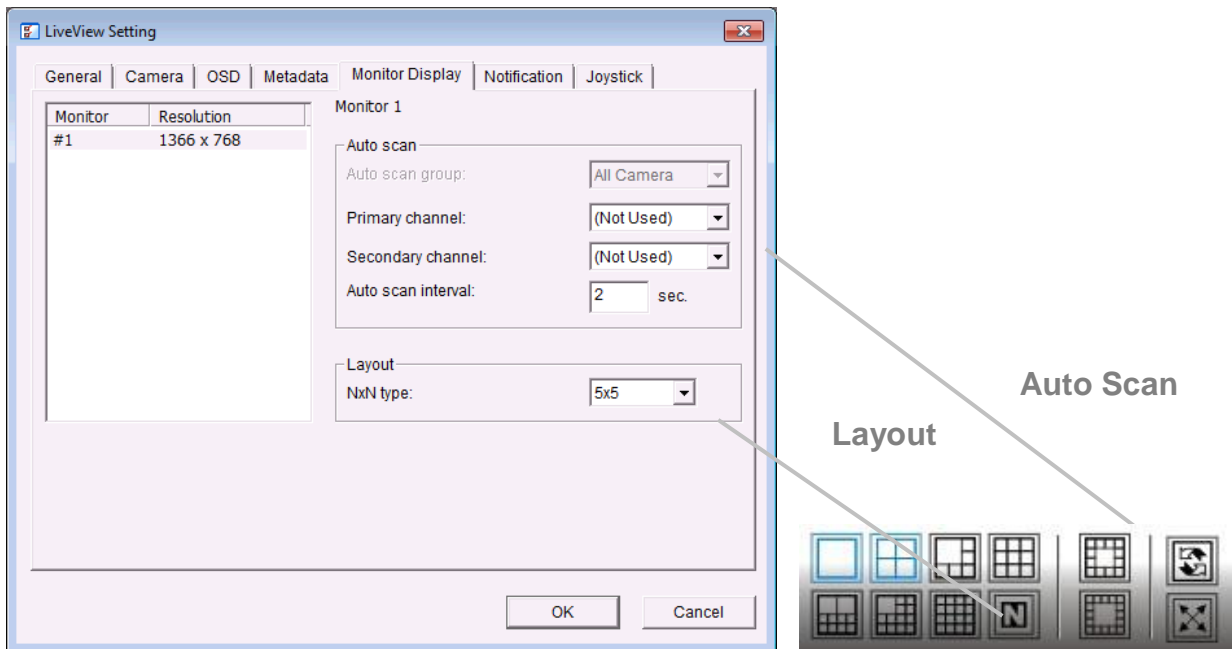 LiveView Setting
General Camera OSD Metadata Monitor Display Notification Joystick
Monitor Resolution
#1 1366 x 768
Monitor 1
Auto scan
Auto scan group: All Camera
Primary channel: (Not Used)
Secondary channel: (Not Used)
Auto scan interval: 2 sec.
Layout
NxN type: 5x5
OK Cancel
Auto Scan
Layout
N